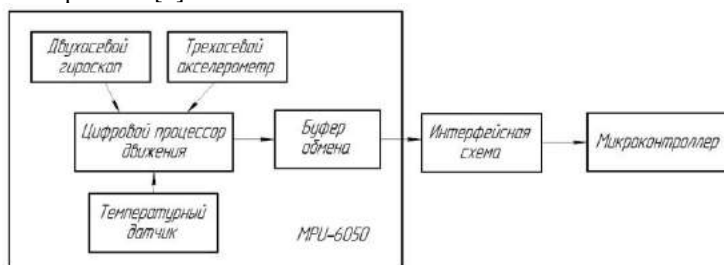 Двухосевой
гироскоп
Трехосевой
акселерометр
Цифровой процессор
движения
Буфер
обмена
Интерфейсная
схема
Микроконтроллер
Температурный
датчик
MPU-6050